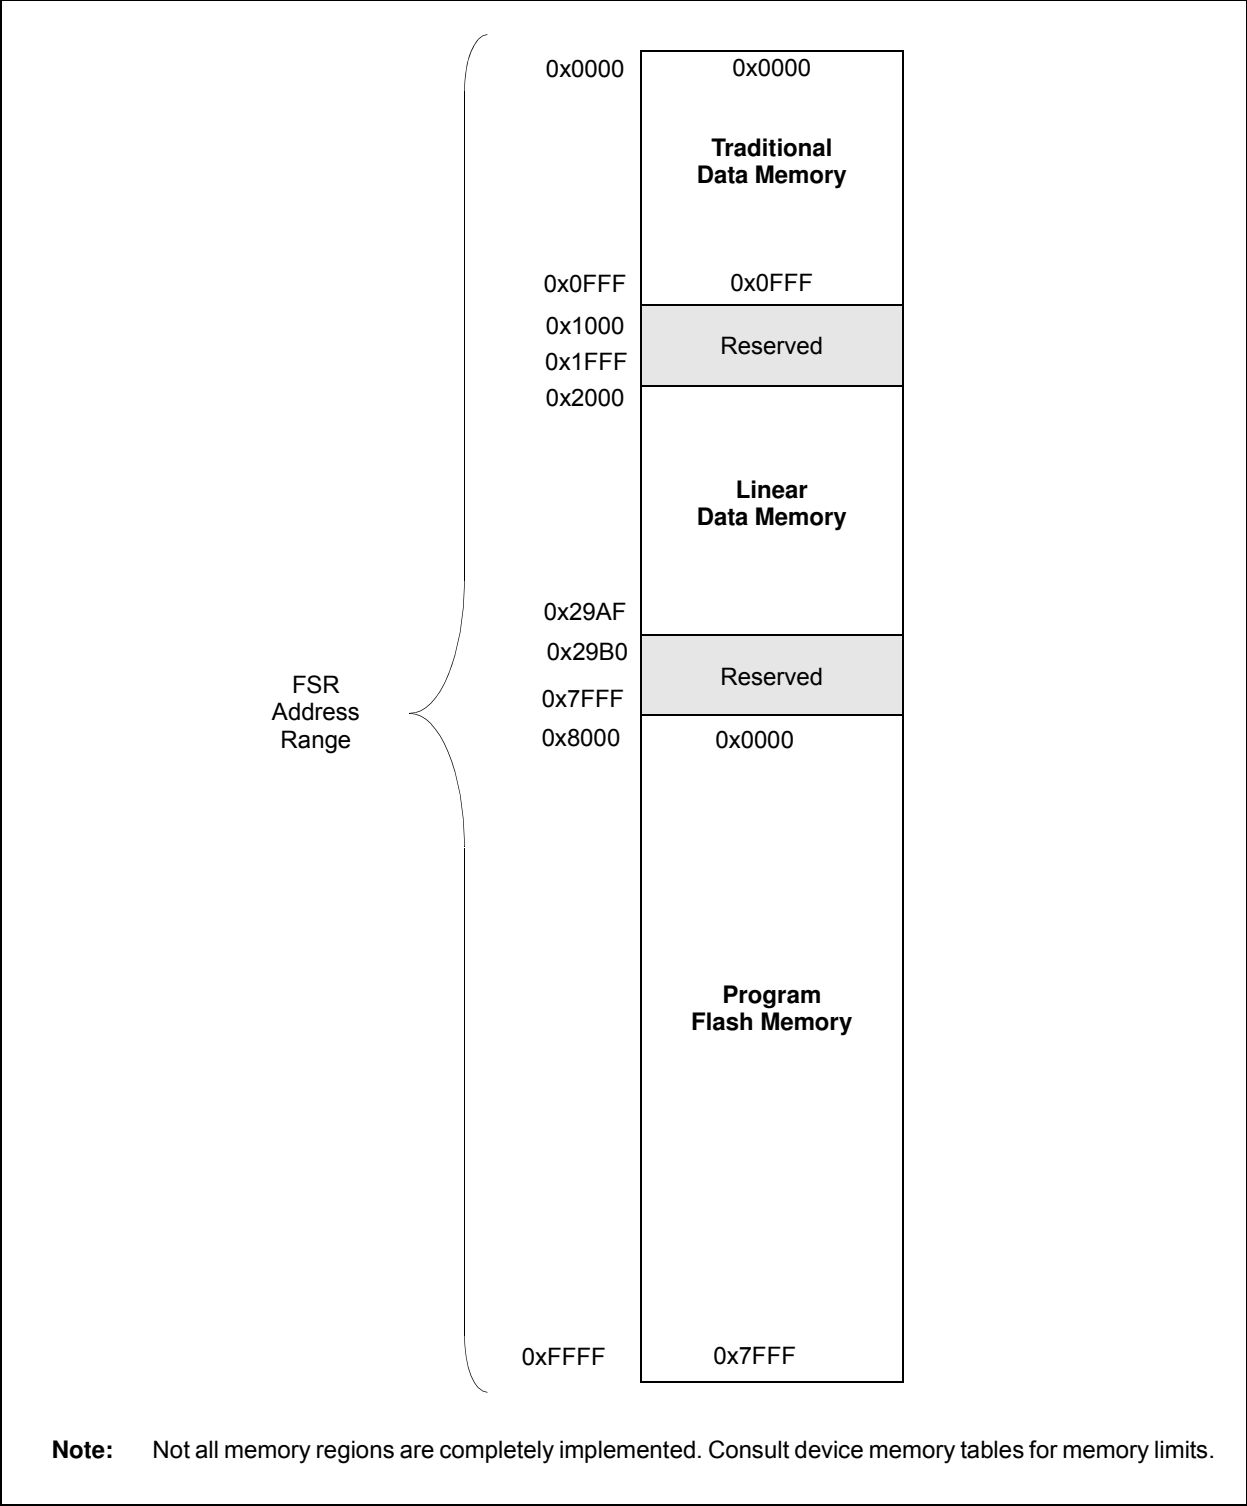 0x0000 0x0000
Traditional
Data Memory
0x0FFF 0x0FFF
0x1000
Reserved
0x1FFF
0x2000
Linear
Data Memory
0x29AF
0x29B0
Reserved
0x7FFF
FSR
Address
Range
0x8000 0x0000
Program
Flash Memory
0xFFFF 0x7FFF
Note: Not all memory regions are completely implemented. Consult device memory tables for memory limits.